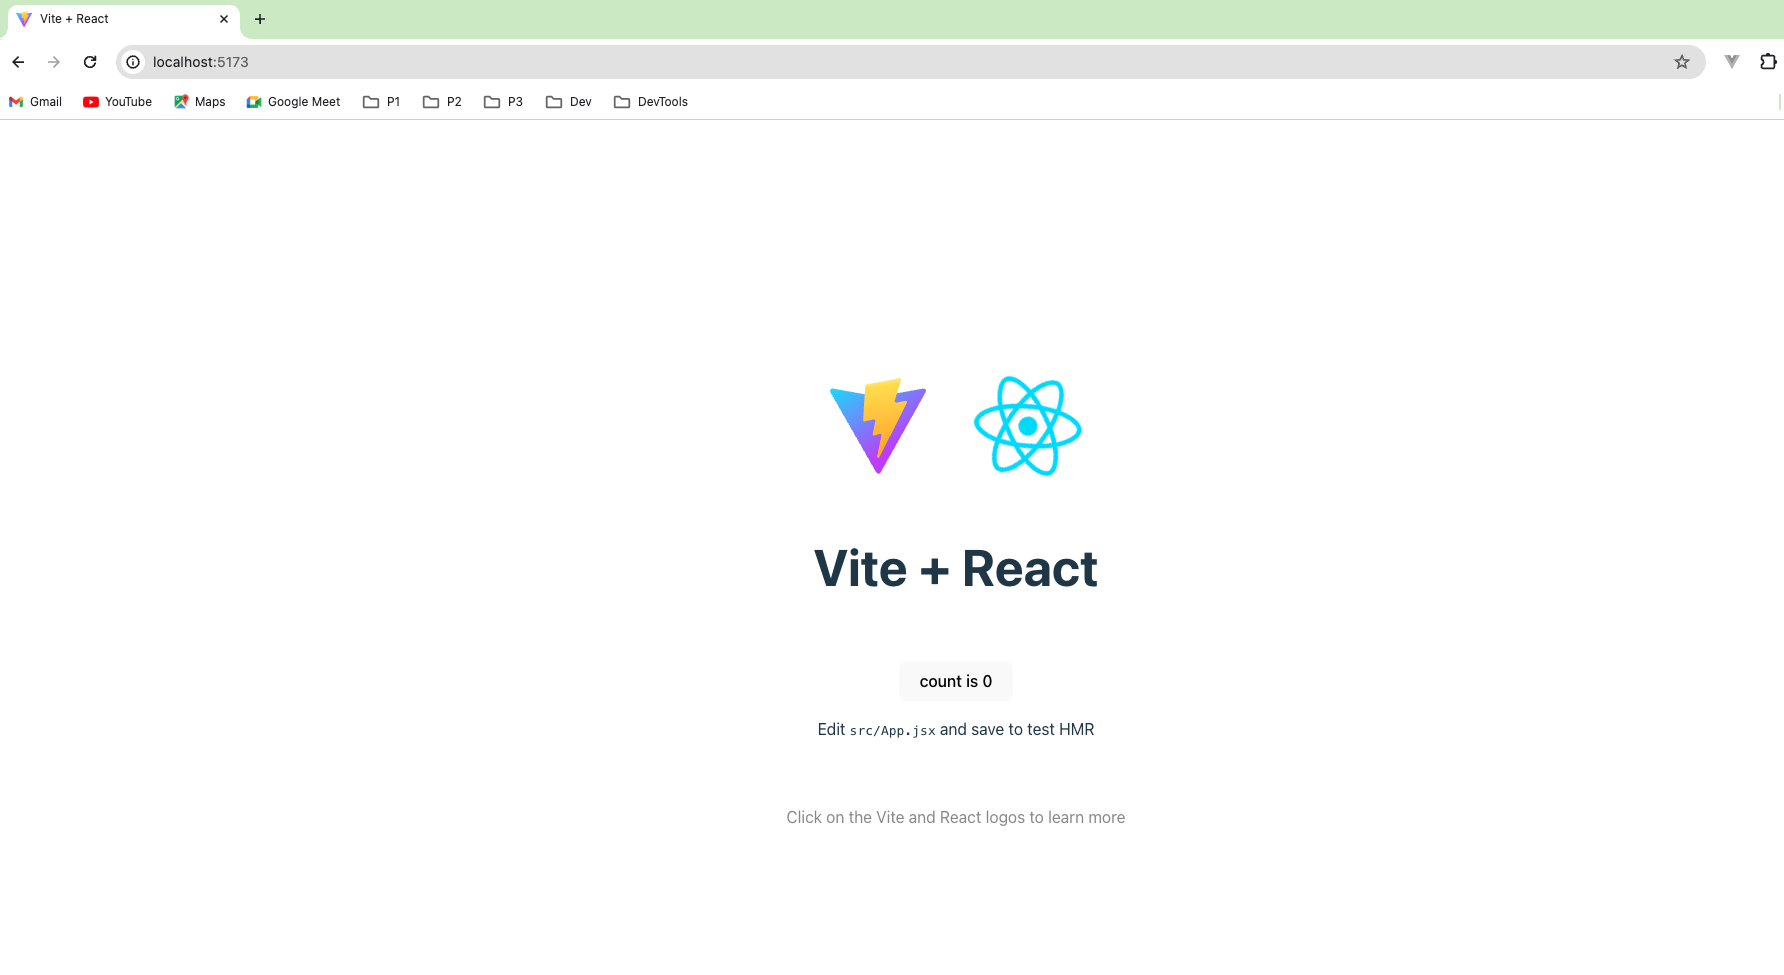 Vite + React
localhost:5173
Gmail YouTube Maps Google Meet P1 P2 P3 Dev DevTools
Vite + React
count is 0
Edit src/App.jsx and save to test HMR
Click on the Vite and React logos to learn more